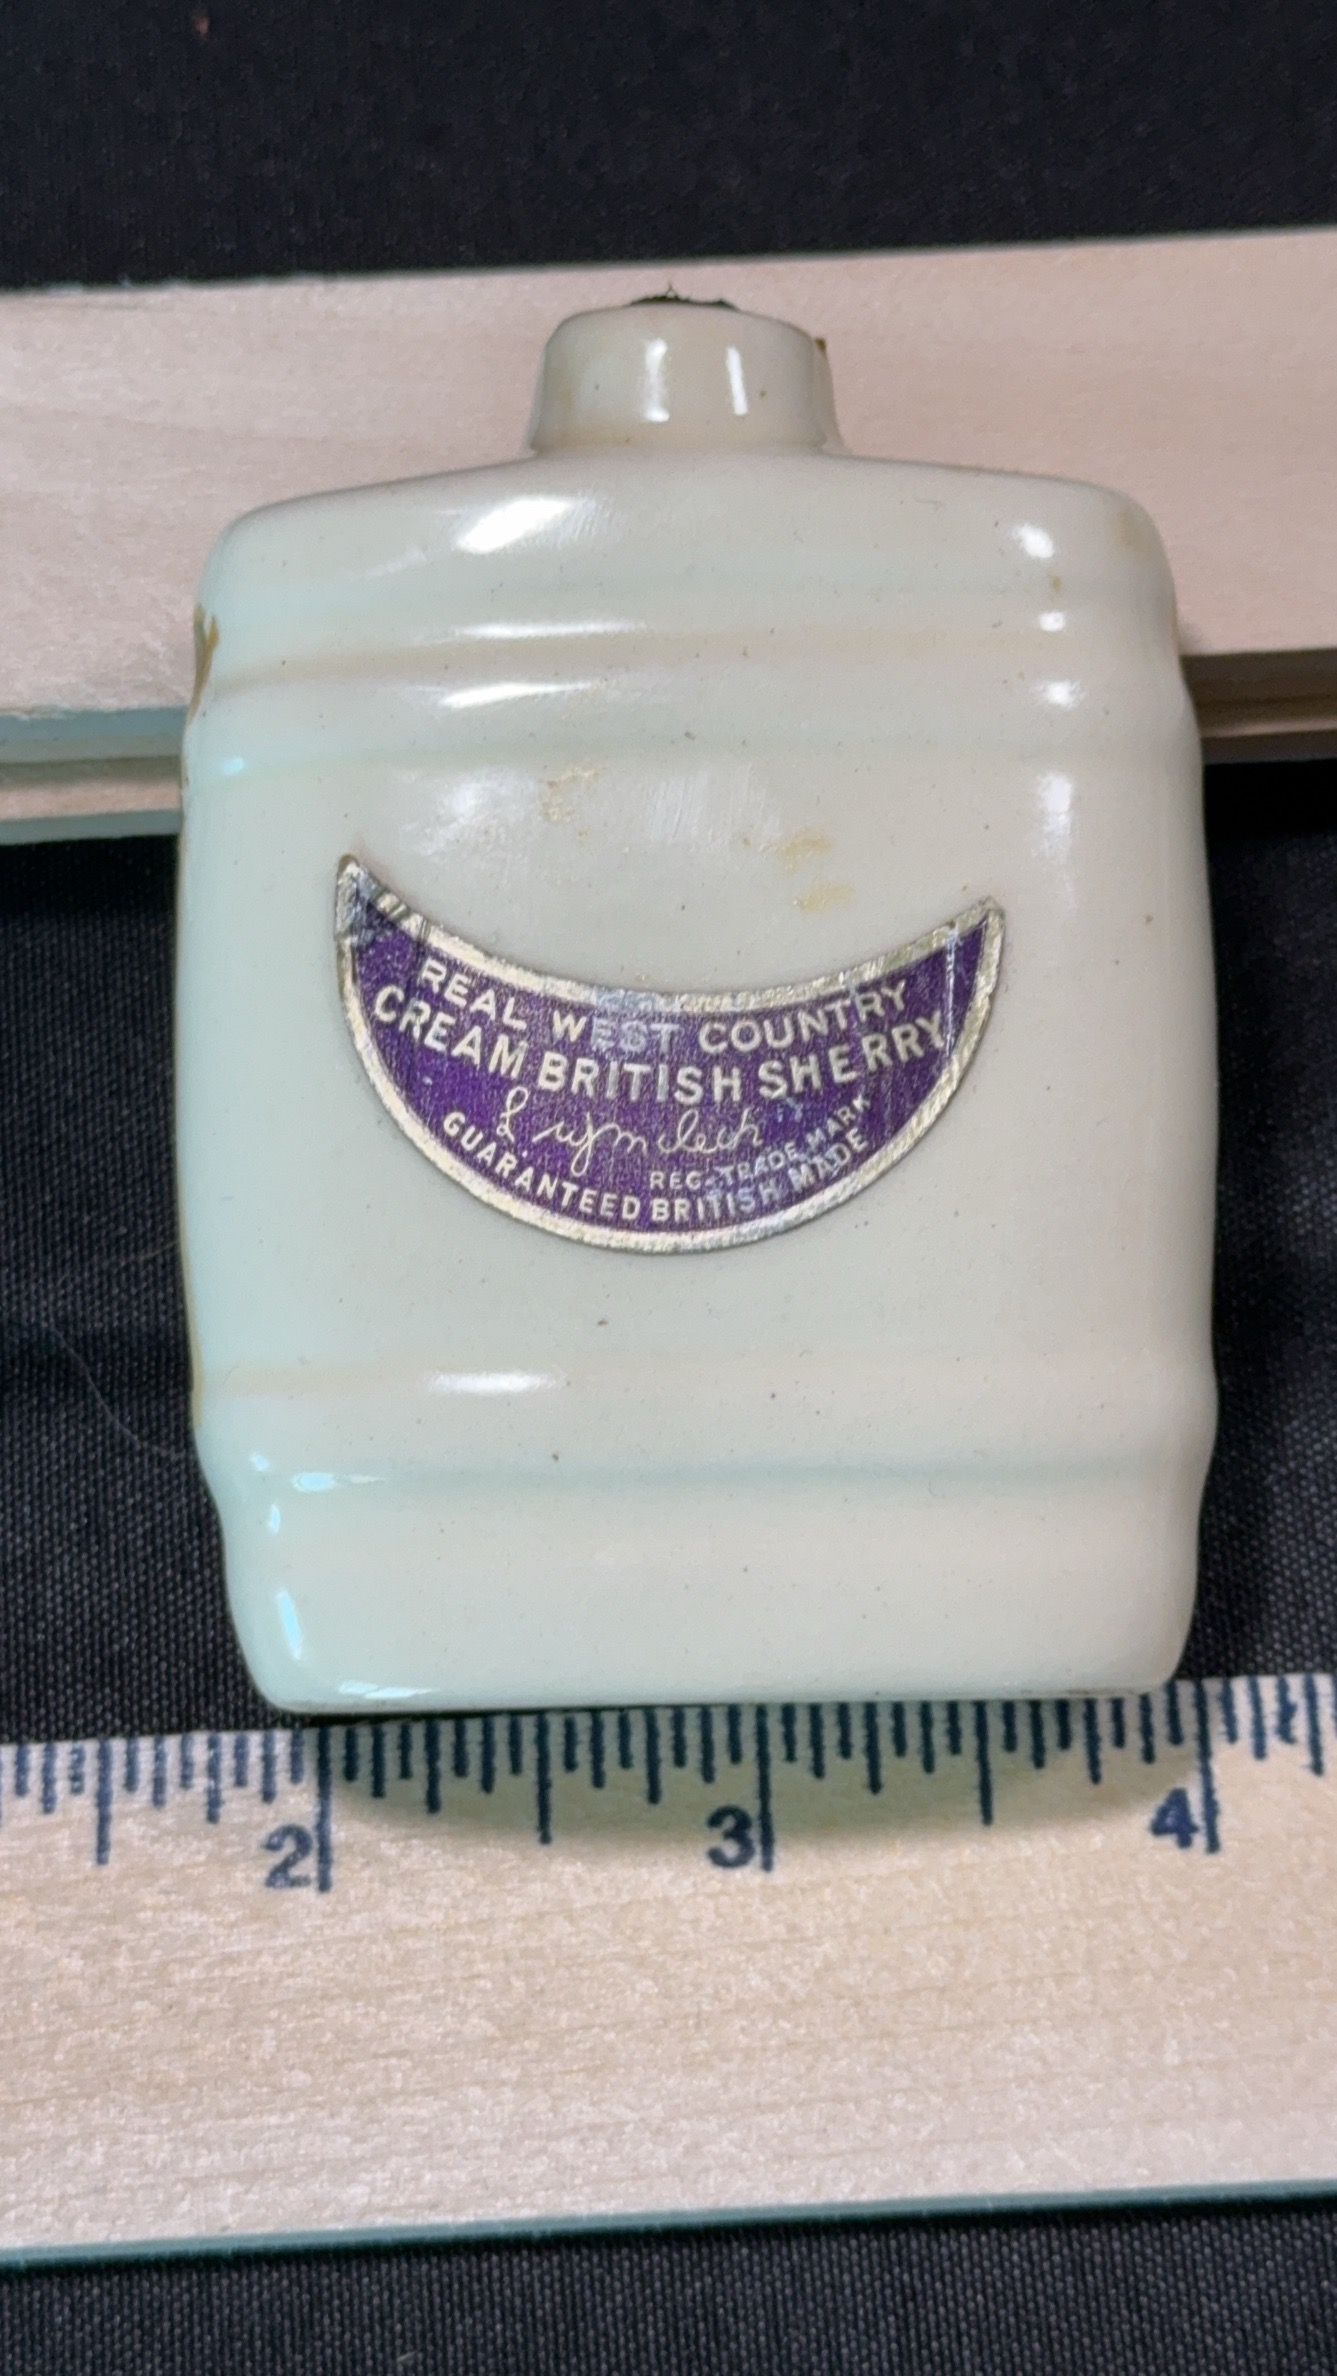 REAL WEST COUNTRY
CREAM BRITISH SHERRY
REG. TRADE MARK
GUARANTEED BRITISH MADE
2 3 4